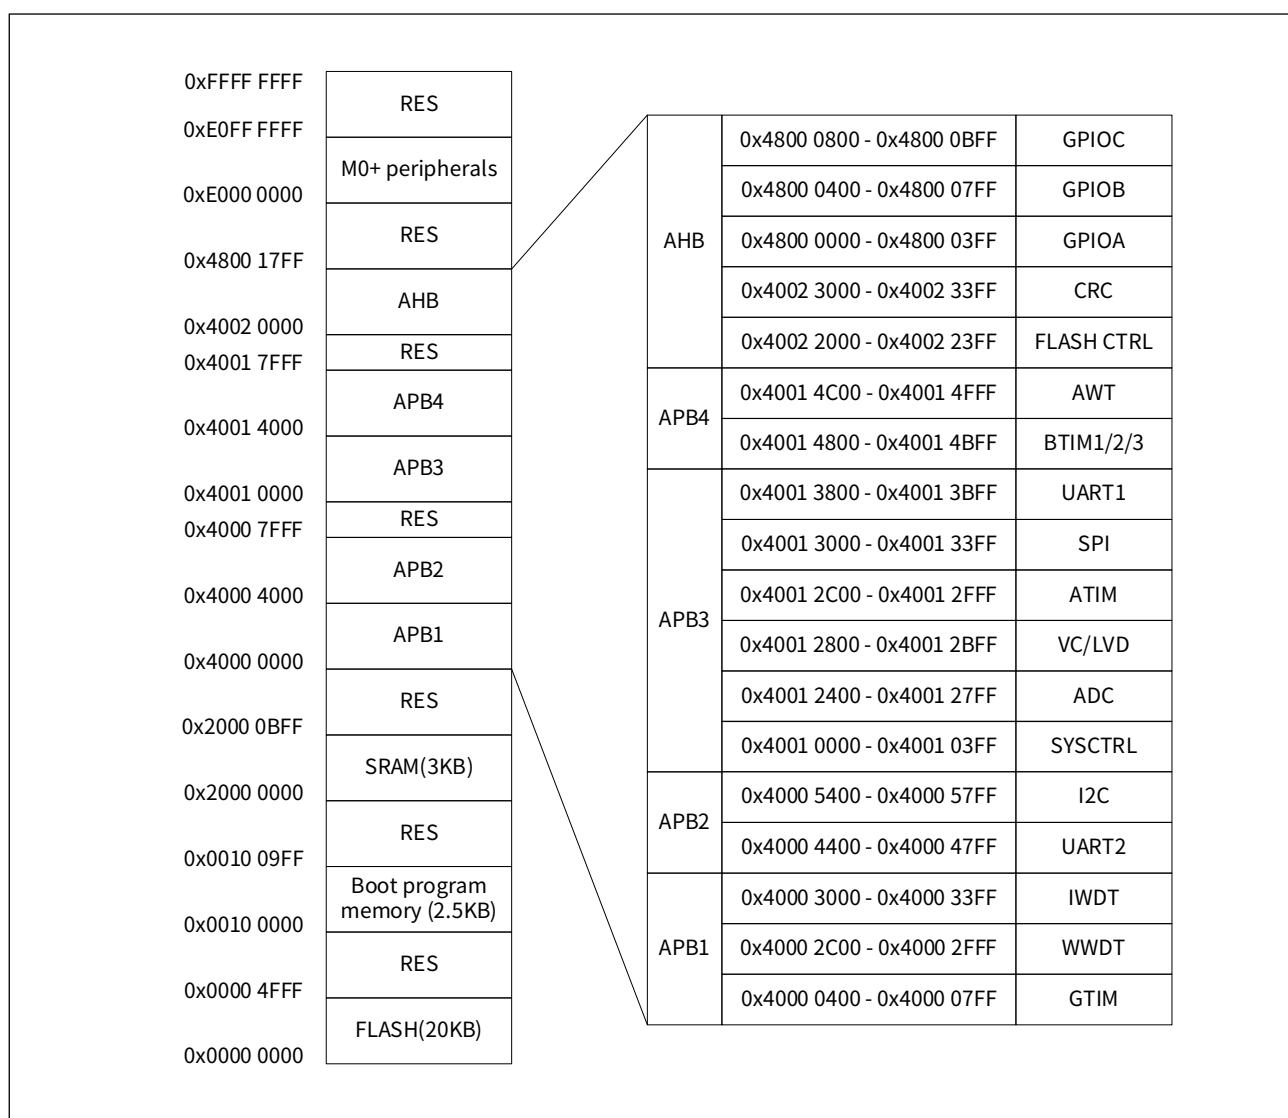 0xFFFF FFFF
RES
0xE0FF FFFF
M0+ peripherals
0xE000 0000
RES
0x4800 17FF
AHB
0x4002 0000
RES
0x4001 7FFF
APB4
0x4001 4000
APB3
0x4001 0000
RES
0x4000 7FFF
APB2
0x4000 4000
APB1
0x4000 0000
RES
0x2000 0BFF
SRAM(3KB)
0x2000 0000
RES
0x0010 09FF
Boot program
memory (2.5KB)
0x0010 0000
RES
0x0000 4FFF
FLASH(20KB)
0x0000 0000
AHB
0x4800 0800 - 0x4800 0BFF GPIOC
0x4800 0400 - 0x4800 07FF GPIOB
0x4800 0000 - 0x4800 03FF GPIOA
0x4002 3000 - 0x4002 33FF CRC
0x4002 2000 - 0x4002 23FF FLASH CTRL
APB4
0x4001 4C00 - 0x4001 4FFF AWT
0x4001 4800 - 0x4001 4BFF BTIM1/2/3
APB3
0x4001 3800 - 0x4001 3BFF UART1
0x4001 3000 - 0x4001 33FF SPI
0x4001 2C00 - 0x4001 2FFF ATIM
0x4001 2800 - 0x4001 2BFF VC/LVD
0x4001 2400 - 0x4001 27FF ADC
0x4001 0000 - 0x4001 03FF SYSCTRL
APB2
0x4000 5400 - 0x4000 57FF I2C
0x4000 4400 - 0x4000 47FF UART2
APB1
0x4000 3000 - 0x4000 33FF IWDT
0x4000 2C00 - 0x4000 2FFF WWDT
0x4000 0400 - 0x4000 07FF GTIM